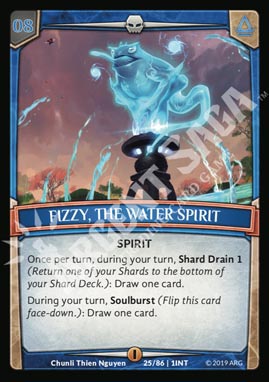 08
FIZZY, THE WATER SPIRIT
SPIRIT
Once per turn, during your turn, Shard Drain 1
(Return one of your Shards to the bottom of
your Shard Deck.): Draw one card.
During your turn, Soulburst (Flip this card
face-down.): Draw one card.
Chunli Thien Nguyen 25/86 | 1INT ©2019 ARG